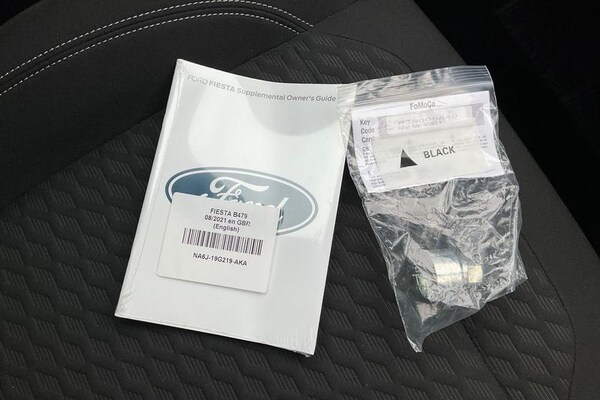 FORD FIESTA Supplemental Owner's Guide
Ford
FIESTA B479
08/2021 en GBR
(English)
NA6J-19G219-AKA
FoMoCo
Key
Code
BLACK